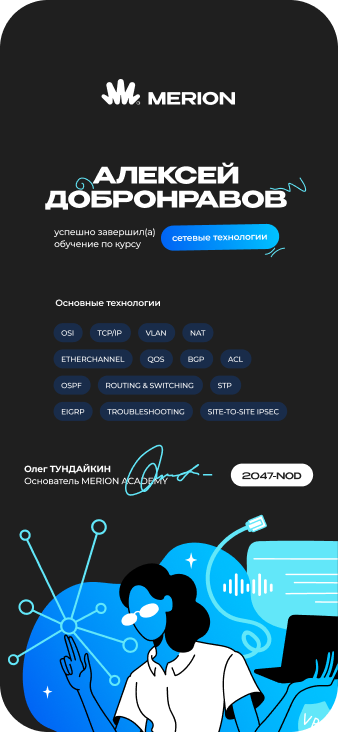 MERION
АЛЕКСЕЙ
ДОБРОНРАВОВ
успешно завершил(а)
обучение по курсу
сетевые технологии
Основные технологии
OSI TCP/IP VLAN NAT
ETHERCHANNEL QOS BGP ACL
OSPF ROUTING & SWITCHING STP
EIGRP TROUBLESHOOTING SITE-TO-SITE IPSEC
Олег ТУНДАЙКИН
Основатель MERION ACADEMY
2047-NOD